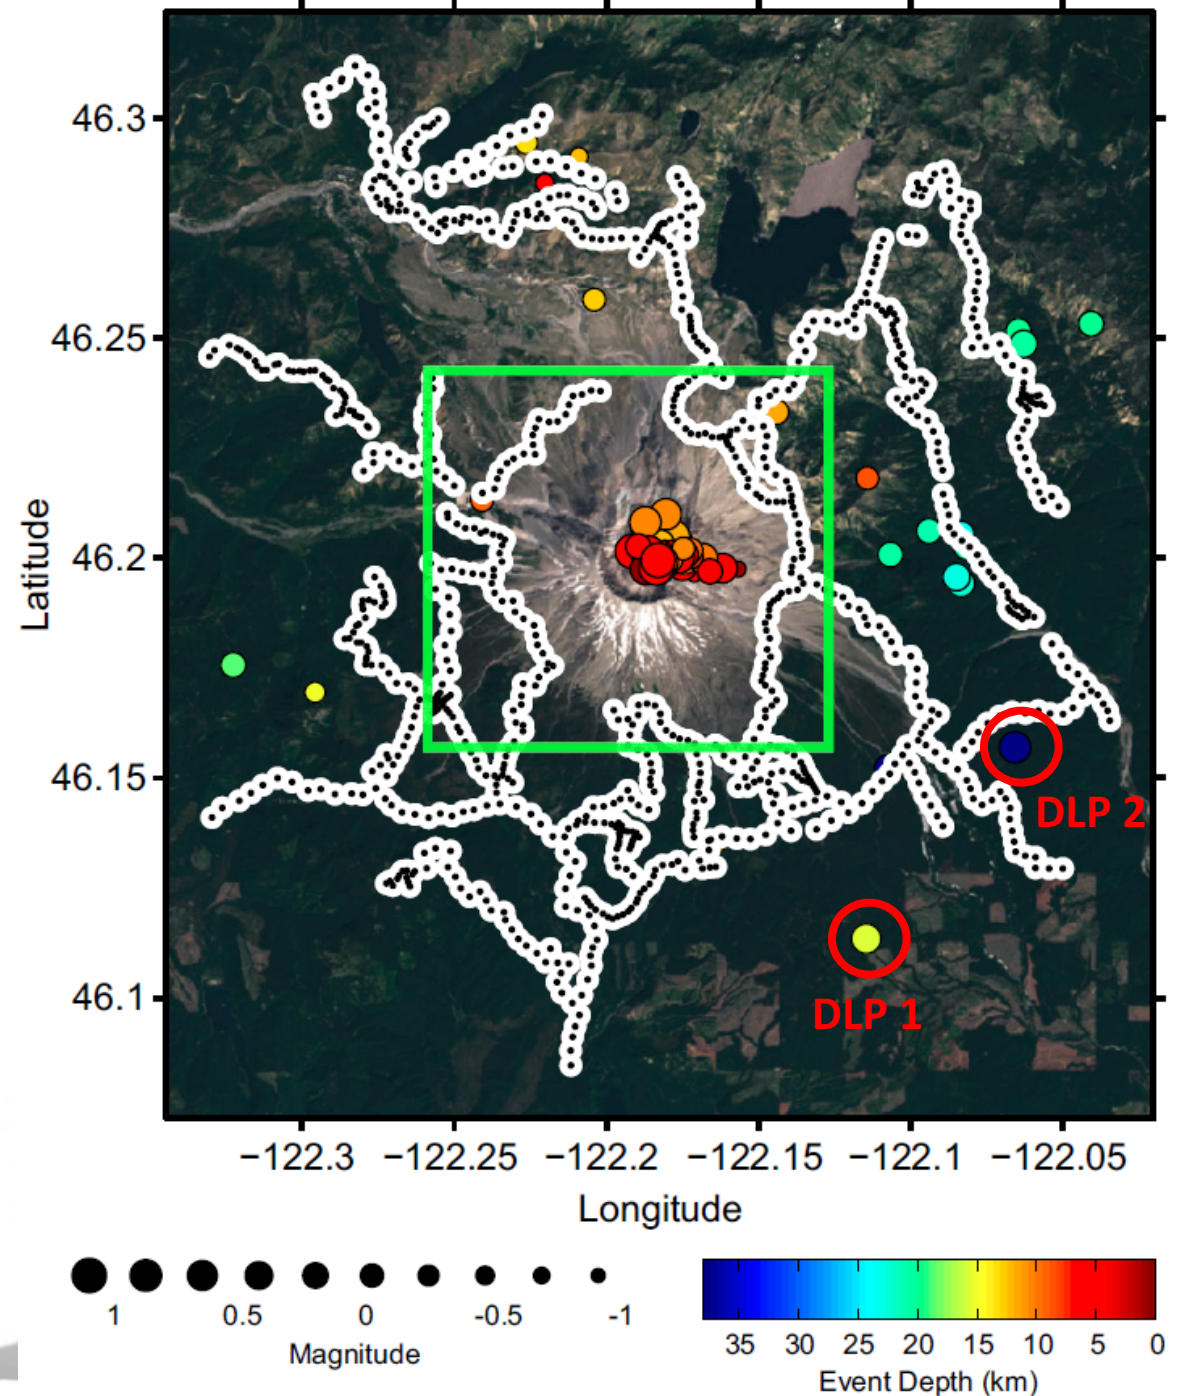 46.3
46.25
46.2
46.15
46.1
Latitude
DLP 2
DLP 1
−122.3 −122.25 −122.2 −122.15 −122.1 −122.05
Longitude
1 0.5 0 -0.5 -1
Magnitude
35 30 25 20 15 10 5 0
Event Depth (km)